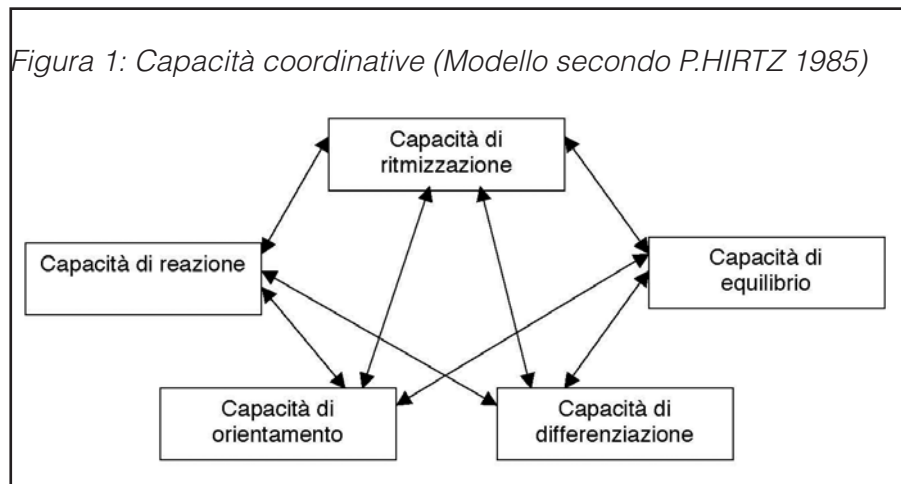 Figura 1: Capacità coordinative (Modello secondo P.HIRTZ 1985)
Capacità di
ritmizzazione
Capacità di reazione
Capacità di
equilibrio
Capacità di
orientamento
Capacità di
differenziazione